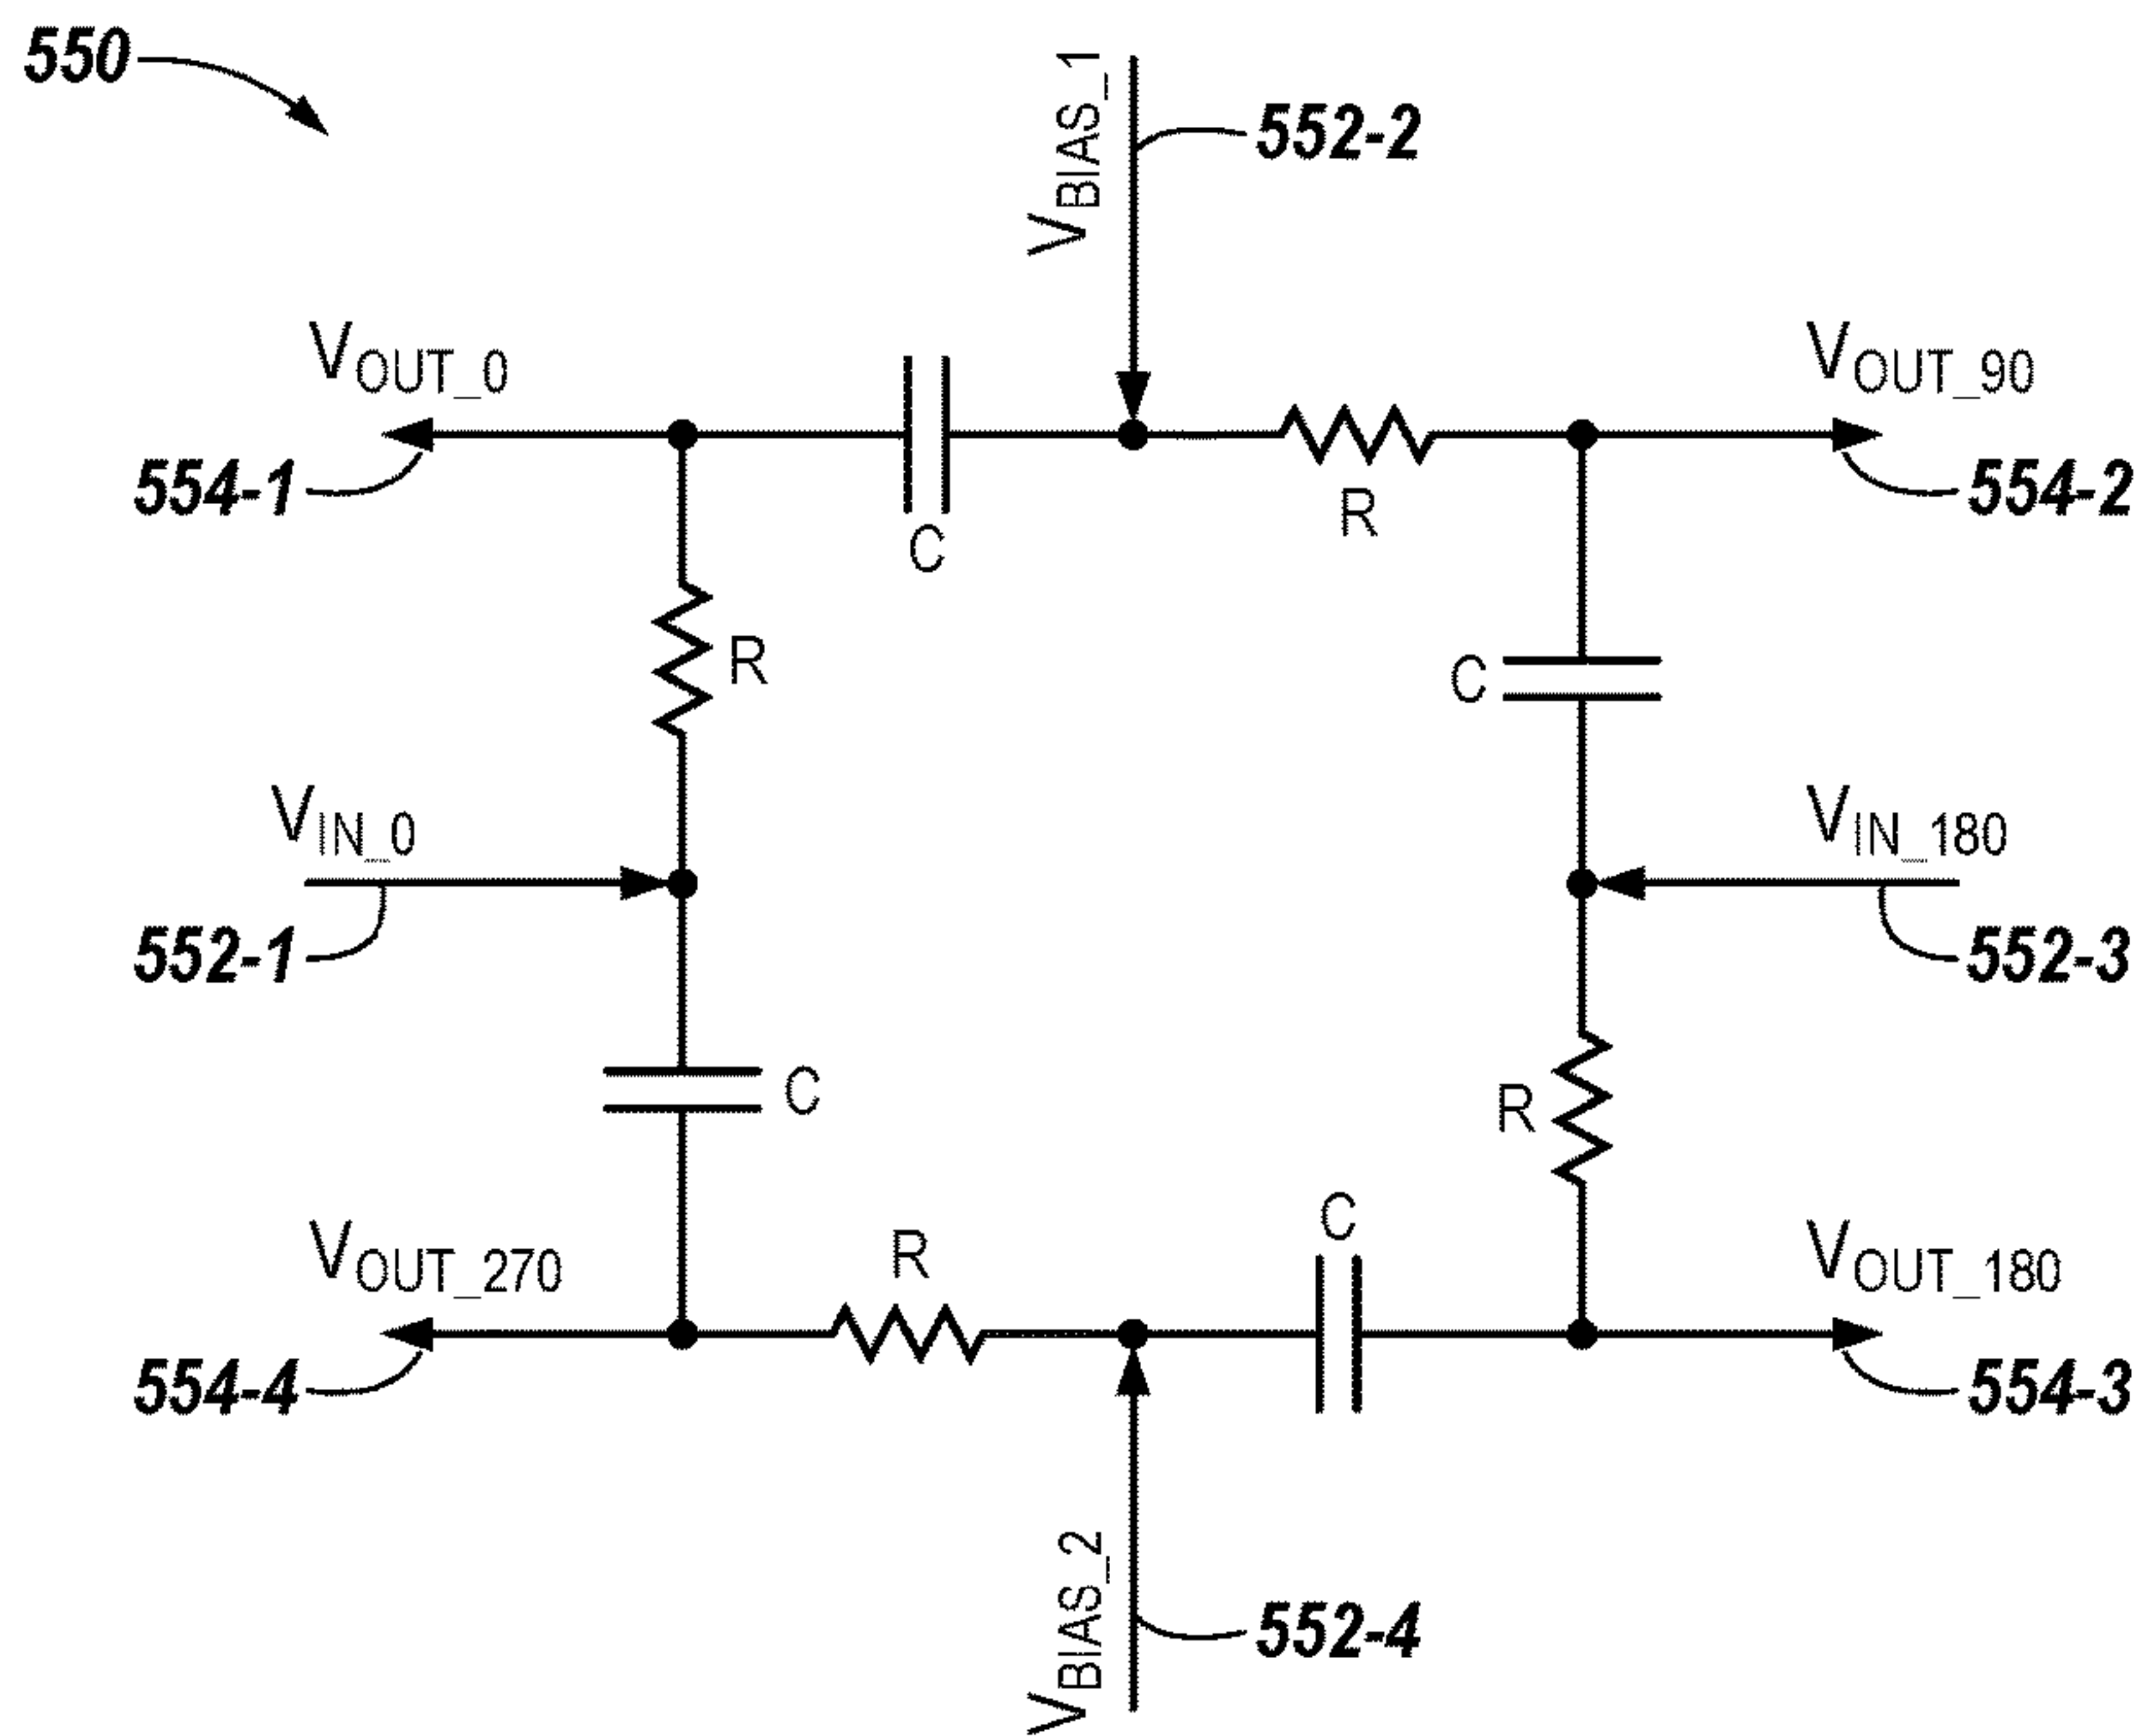 550
VBIAS_1
552-2
VOUT_0
VOUT_90
554-1
554-2
C
R
R
C
VIN_0
VIN_180
552-1
552-3
C
R
C
R
VOUT_270
VOUT_180
554-4
554-3
VBIAS_2
552-4